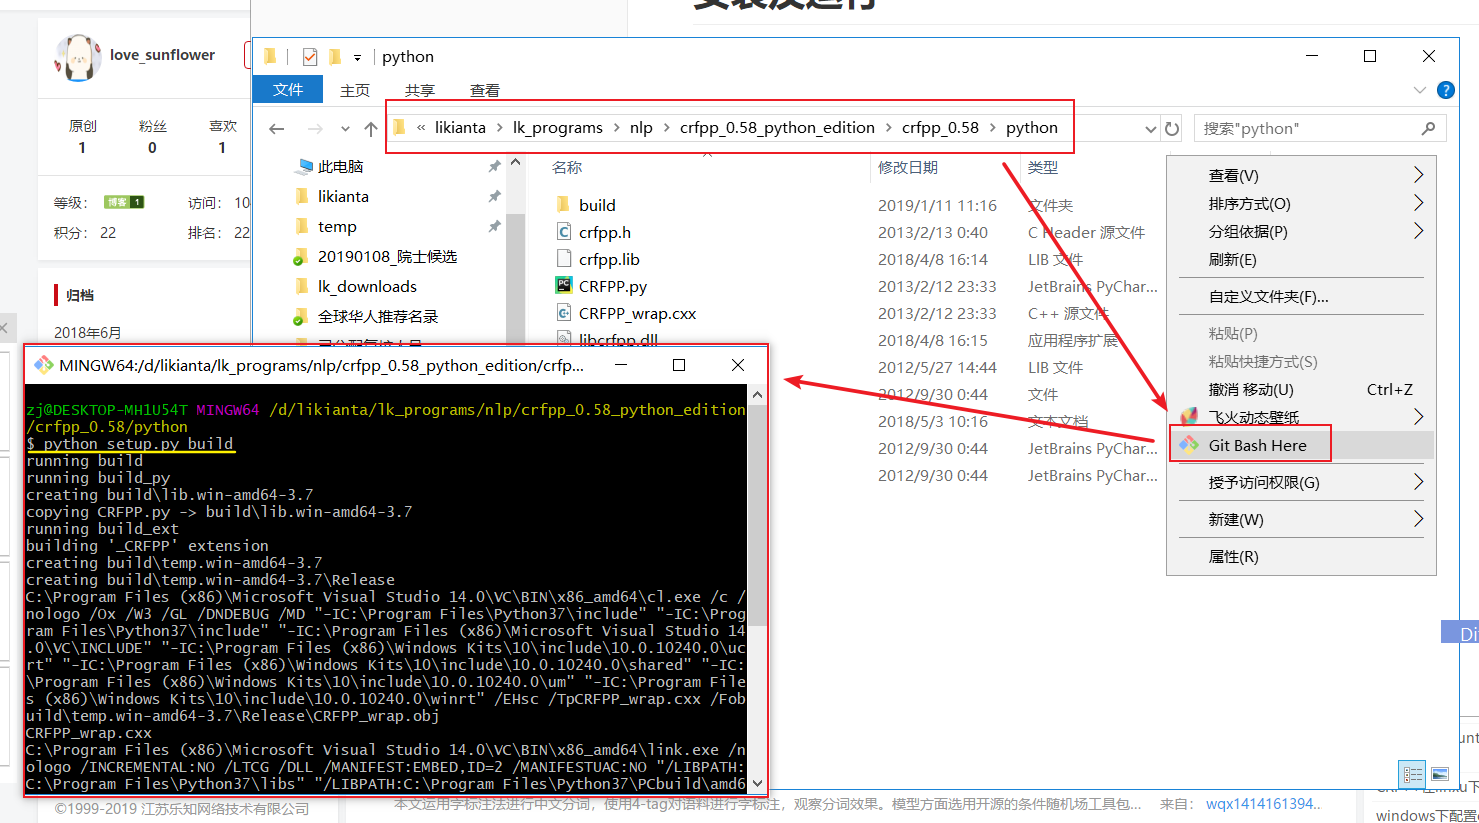 love_sunflower
原创
粉丝
喜欢
1
0
1
等级：
博客 1
访问： 10
积分： 22
排名： 22
归档
2018年6月
python
文件
主页
共享
查看
« likianta > lk_programs > nlp > crfpp_0.58_python_edition > crfpp_0.58 > python
搜索"python"
此电脑
likianta
temp
20190108_院士候选
lk_downloads
全球华人推荐名录
名称
修改日期
类型
build
2019/1/11 11:16
文件夹
crfpp.h
2013/2/13 0:40
C Header 源文件
crfpp.lib
2018/4/8 16:14
LIB 文件
CRFPP.py
2013/2/12 23:33
JetBrains PyChar...
CRFPP_wrap.cxx
2013/2/12 23:33
C++ 源文件
libcrfpp.dll
2018/4/8 16:15
应用程序扩展
2012/5/27 14:44
LIB 文件
2012/9/30 0:44
文件
2018/5/3 10:16
文本文档
2012/9/30 0:44
JetBrains PyChar...
2012/9/30 0:44
JetBrains PyChar...
查看(V)
排序方式(O)
分组依据(P)
刷新(E)
自定义文件夹(F)...
粘贴(P)
粘贴快捷方式(S)
撤消 移动(U) Ctrl+Z
飞火动态壁纸
Git Bash Here
授予访问权限(G)
新建(W)
属性(R)
MINGW64:/d/likianta/lk_programs/nlp/crfpp_0.58_python_edition/crfp...
zj@DESKTOP-MH1U54T MINGW64 /d/likianta/lk_programs/nlp/crfpp_0.58_python_edition
/crfpp_0.58/python
$ python setup.py build
running build
running build_py
creating build\lib.win-amd64-3.7
copying CRFPP.py -> build\lib.win-amd64-3.7
running build_ext
building '_CRFPP' extension
creating build\temp.win-amd64-3.7
creating build\temp.win-amd64-3.7\Release
C:\Program Files (x86)\Microsoft Visual Studio 14.0\VC\BIN\x86_amd64\cl.exe /c /
nologo /Ox /W3 /GL /DNDEBUG /MD "-IC:\Program Files\Python37\include" "-IC:\Prog
ram Files\Python37\include" "-IC:\Program Files (x86)\Microsoft Visual Studio 14
.0\VC\INCLUDE" "-IC:\Program Files (x86)\Windows Kits\10\include\10.0.10240.0\uc
rt" "-IC:\Program Files (x86)\Windows Kits\10\include\10.0.10240.0\shared" "-IC:
\Program Files (x86)\Windows Kits\10\include\10.0.10240.0\um" "-IC:\Program File
s (x86)\Windows Kits\10\include\10.0.10240.0\winrt" /EHsc /TpCRFPP_wrap.cxx /Fob
uild\temp.win-amd64-3.7\Release\CRFPP_wrap.obj
CRFPP_wrap.cxx
C:\Program Files (x86)\Microsoft Visual Studio 14.0\VC\BIN\x86_amd64\link.exe /n
ologo /INCREMENTAL:NO /LTCG /DLL /MANIFEST:EMBED,ID=2 /MANIFESTUAC:NO "/LIBPATH:
C:\Program Files\Python37\libs" "/LIBPATH:C:\Program Files\Python37\PCbuild\amd6
Di
unt
windows下配置
©1999-2019 江苏乐知网络技术有限公司
本文运用字标注法进行中文分词，使用4-tag对语料进行字标注，观察分词效果。模型方面选用开源的条件随机场工具包... 来自： wqx1414161394..